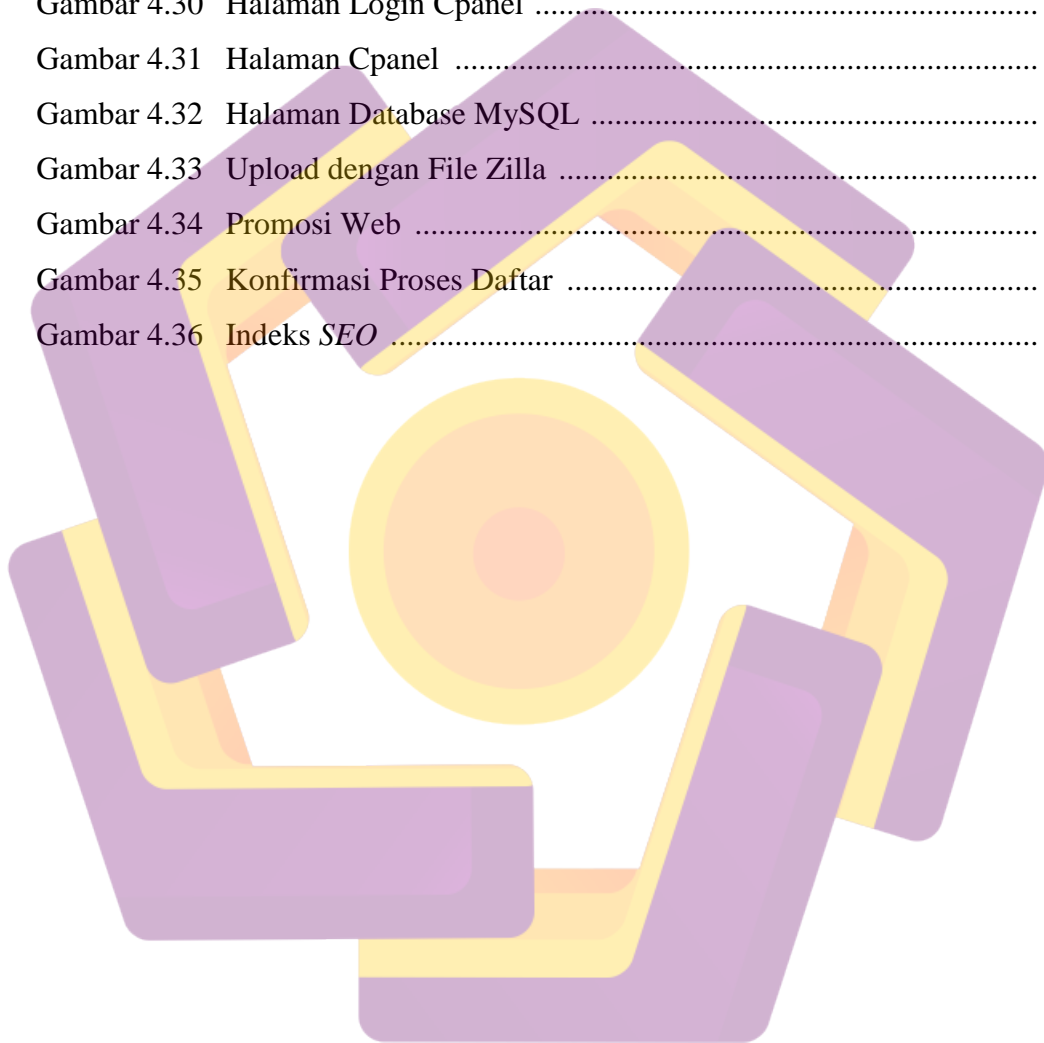 Gambar 4.30 Halaman Login Cpanel ................................................................
Gambar 4.31 Halaman Cpanel ..........................................................................
Gambar 4.32 Halaman Database MySQL .........................................................
Gambar 4.33 Upload dengan File Zilla .............................................................
Gambar 4.34 Promosi Web ...............................................................................
Gambar 4.35 Konfirmasi Proses Daftar ............................................................
Gambar 4.36 Indeks SEO ..................................................................................